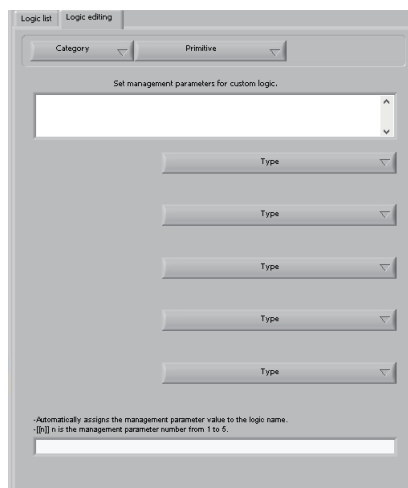 Logic list Logic editing
Category Primitive
Set management parameters for custom logic.
Type
Type
Type
Type
Type
-Automatically assigns the management parameter value to the logic name.
-[[n]] n is the management parameter number from 1 to 5.